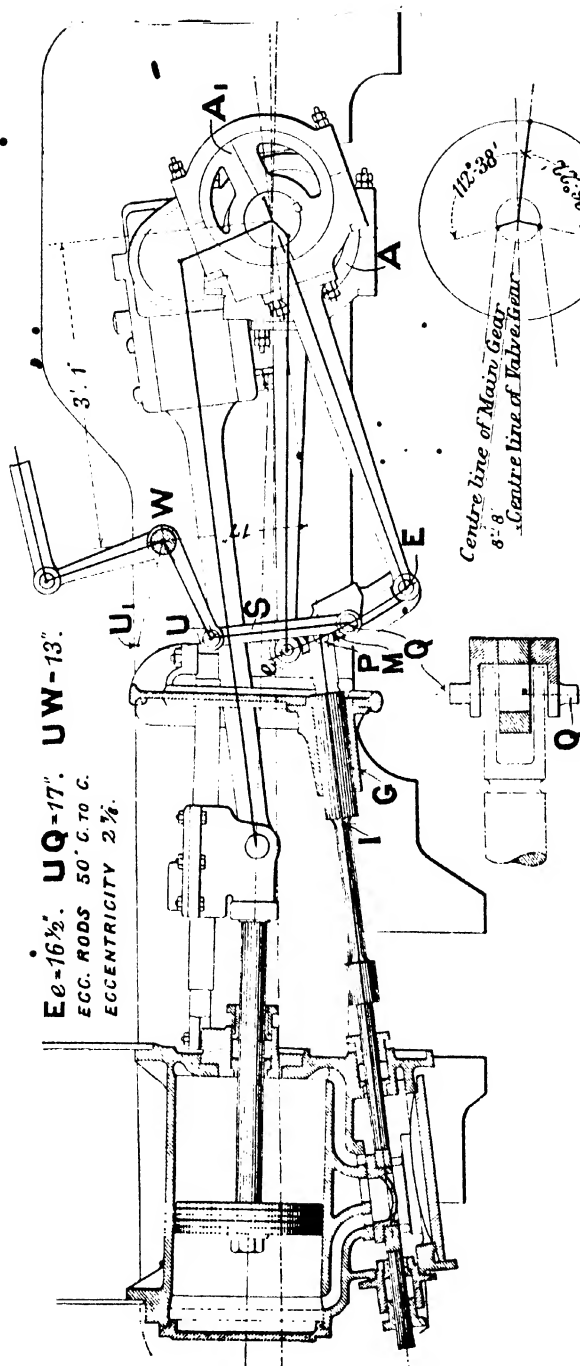 Ee=16½". UQ=17". UW=13".
ECC. RODS 50" C. TO C.
ECCENTRICITY 2⅞.
3'. 1"
17"
A₁
A
W
U₁
U
S
e
E
P
M
Q
G
I
112°·38'
Centre line of Main Gear
8°·8'
Centre line of Valve Gear
Q